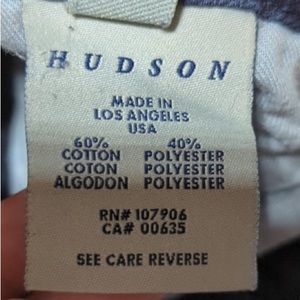 HUDSON
MADE IN
LOS ANGELES
USA
60% 40%
COTTON POLYESTER
COTON POLYESTER
ALGODON POLYESTER
RN# 107906
CA# 00635
SEE CARE REVERSE